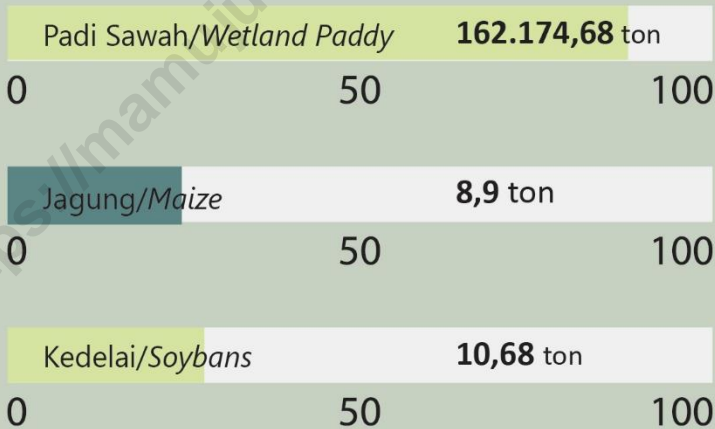 Padi Sawah/Wetland Paddy 162.174,68 ton
0 50 100
Jagung/Maize 8,9 ton
0 50 100
Kedelai/Soybans 10,68 ton
0 50 100